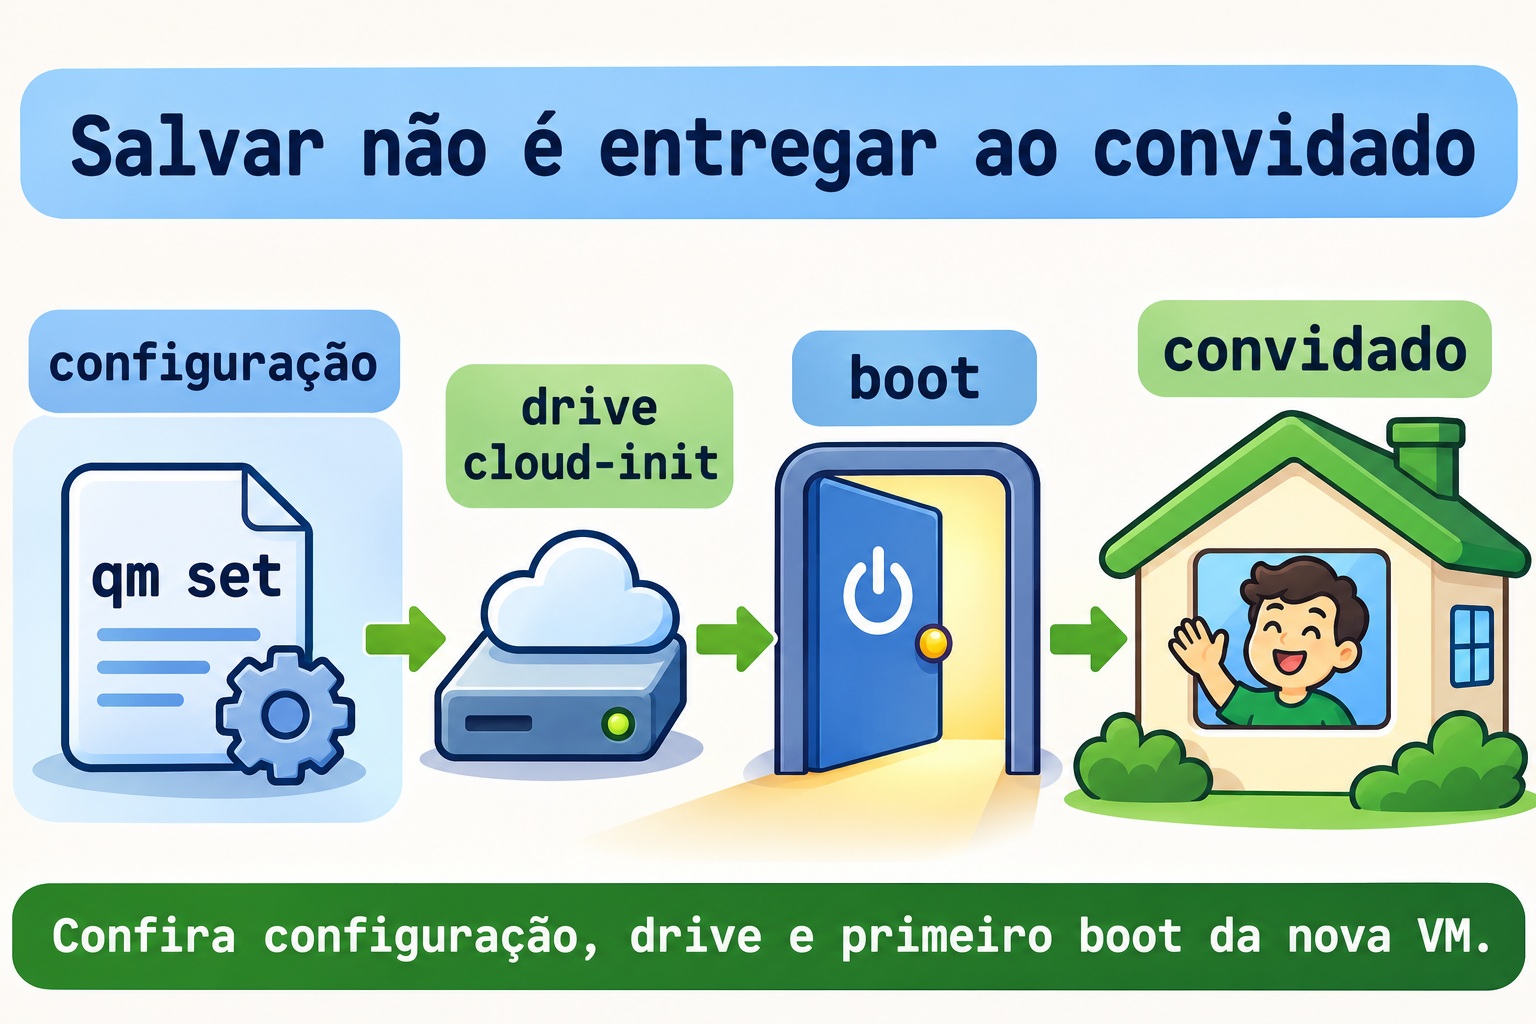 Salvar não é entregar ao convidado
configuração
drive
cloud-init
boot
convidado
qm set
Confira configuração, drive e primeiro boot da nova VM.